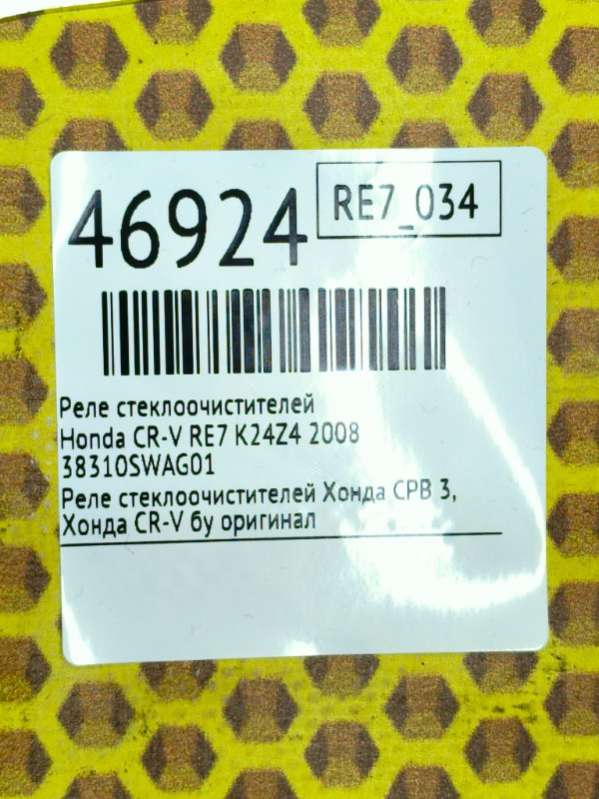 46924
RE7_034
Реле стеклоочистителей
Honda CR-V RE7 K24Z4 2008
38310SWAG01
Реле стеклоочистителей Хонда СРВ 3,
Хонда CR-V бу оригинал